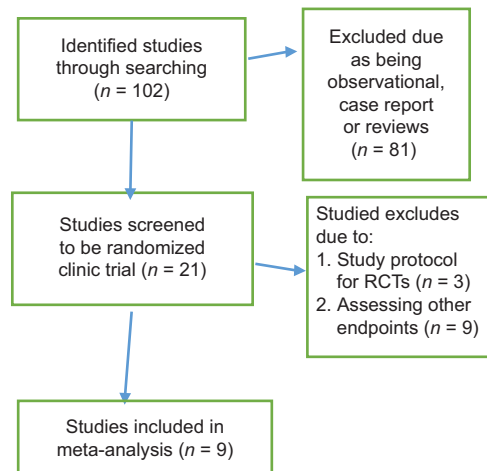 Identified studies
through searching
(n = 102)
Excluded due
as being
observational,
case report
or reviews
(n = 81)
Studies screened
to be randomized
clinic trial (n = 21)
Studied excludes
due to:
1. Study protocol
for RCTs (n = 3)
2. Assessing other
endpoints (n = 9)
Studies included in
meta-analysis (n = 9)